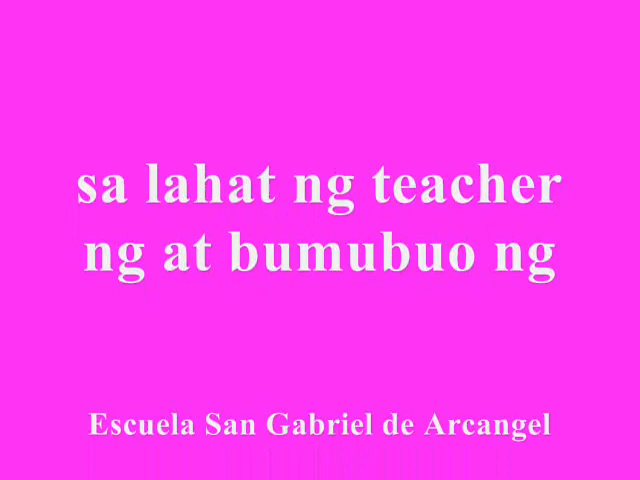 sa lahat ng teacher
ng at bumubuo ng
Escuela San Gabriel de Arcangel